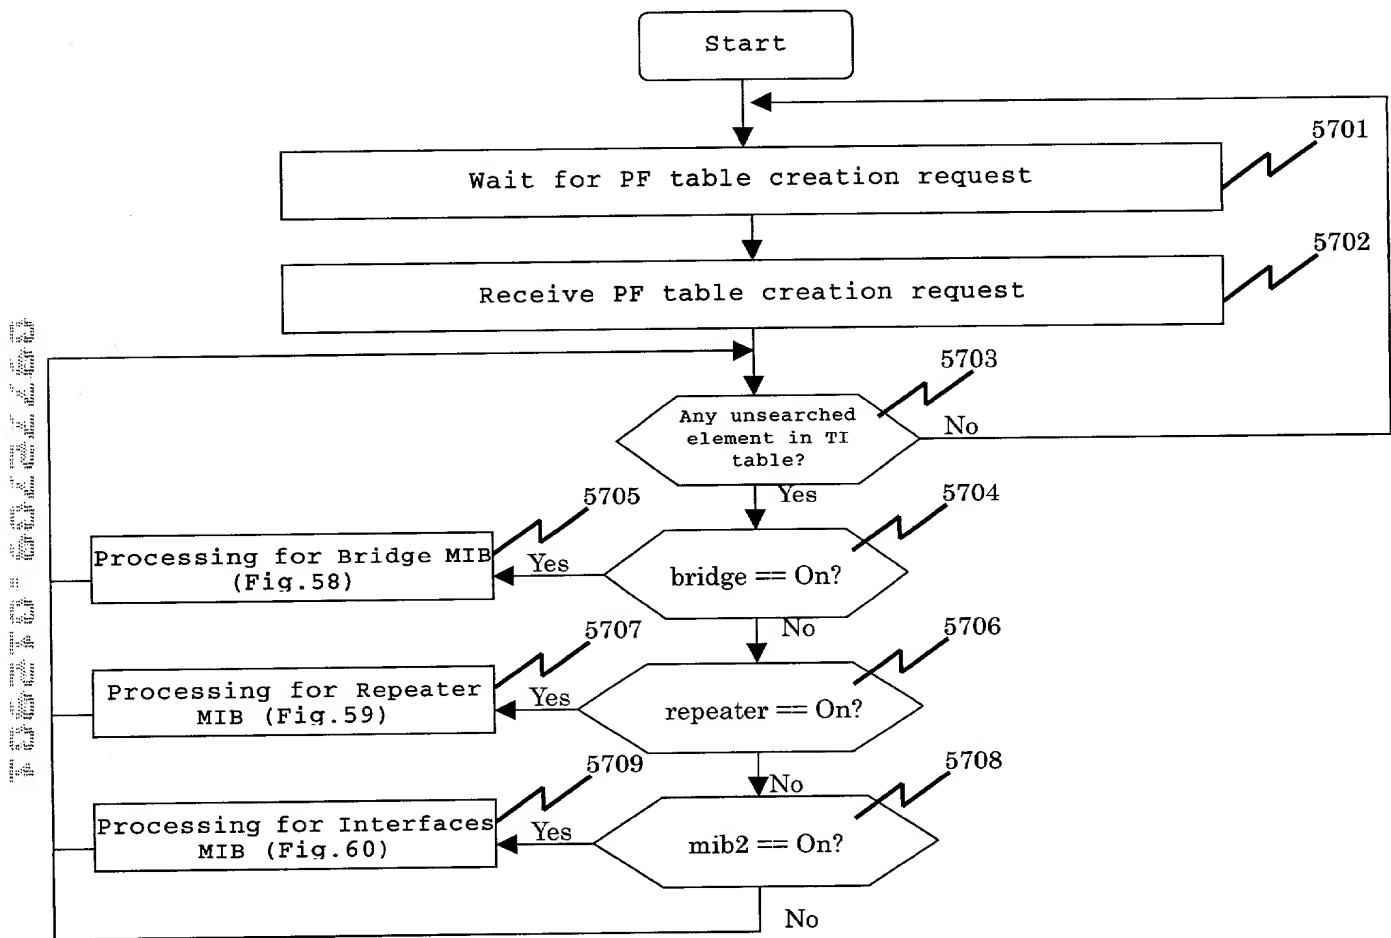 Start
5701
Wait for PF table creation request
5702
Receive PF table creation request
5703
Any unsearched
element in TI
table?
No
Yes
5705
5704
Processing for Bridge MIB
(Fig.58)
Yes
bridge == On?
No
5707
5706
Processing for Repeater
MIB (Fig.59)
Yes
repeater == On?
No
5709
5708
Processing for Interfaces
MIB (Fig.60)
Yes
mib2 == On?
No